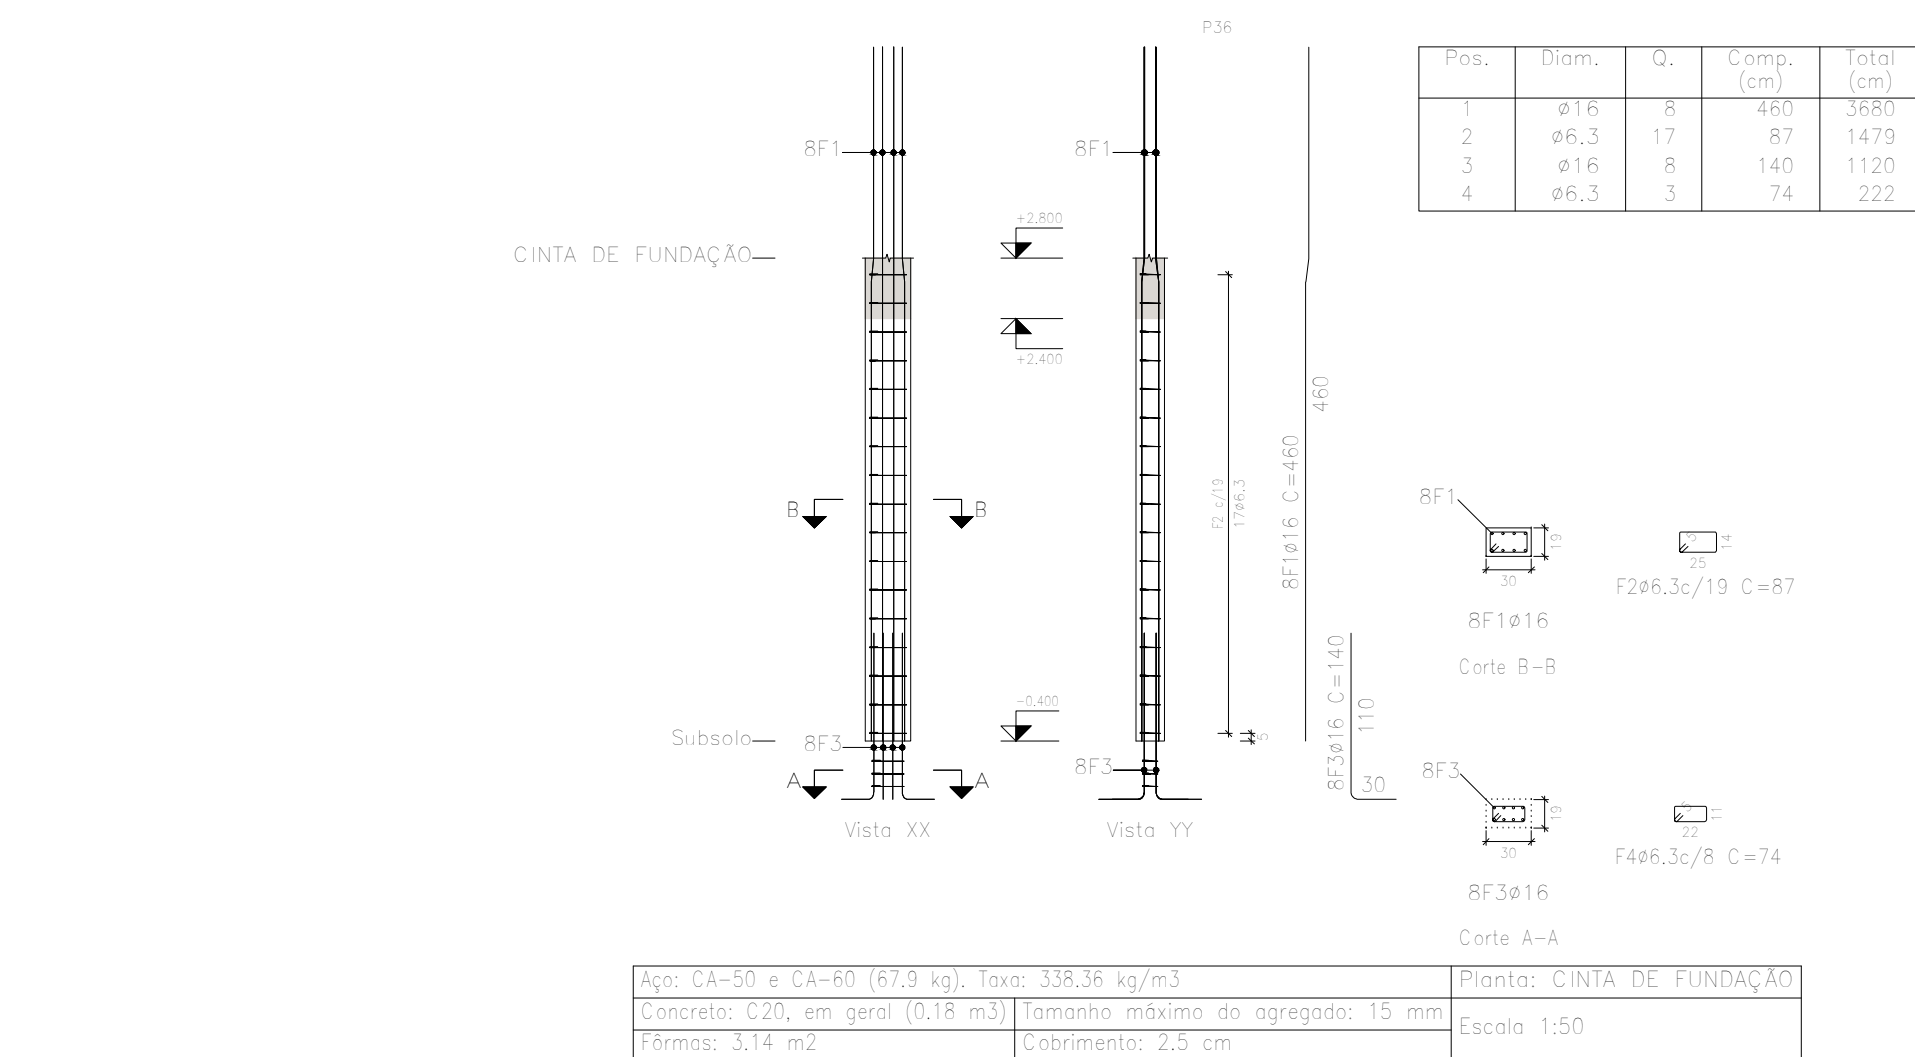 P36
Pos. Diam. Q. Comp. (cm) Total (cm)
1 ø16 8 460 3680
2 ø6.3 17 87 1479
3 ø16 8 140 1120
4 ø6.3 3 74 222
8F1
8F1
+2.800
CINTA DE FUNDAÇÃO
+2.400
460
8F1ø16 C=460
F2 c/19
17ø6.3
B
B
8F1
19
30
8F1ø16
Corte B-B
14
25
F2ø6.3c/19 C=87
8F3ø16 C=140
110
30
-0.400
5
Subsolo
8F3
8F3
A
A
Vista XX
Vista YY
8F3
19
30
8F3ø16
Corte A-A
11
22
F4ø6.3c/8 C=74
Aço: CA-50 e CA-60 (67.9 kg). Taxa: 338.36 kg/m3
Planta: CINTA DE FUNDAÇÃO
Concreto: C20, em geral (0.18 m3)
Tamanho máximo do agregado: 15 mm
Escala 1:50
Fôrmas: 3.14 m2
Cobrimento: 2.5 cm